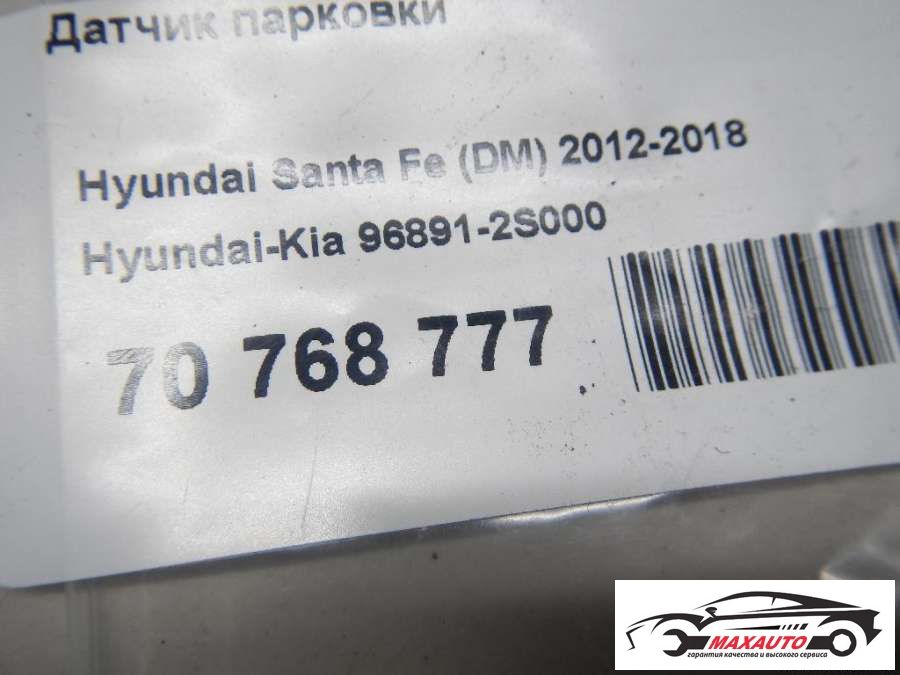 Датчик парковки
Hyundai Santa Fe (DM) 2012-2018
Hyundai-Kia 96891-2S000
70 768 777
MAXAUTO
гарантия качества и высокого сервиса